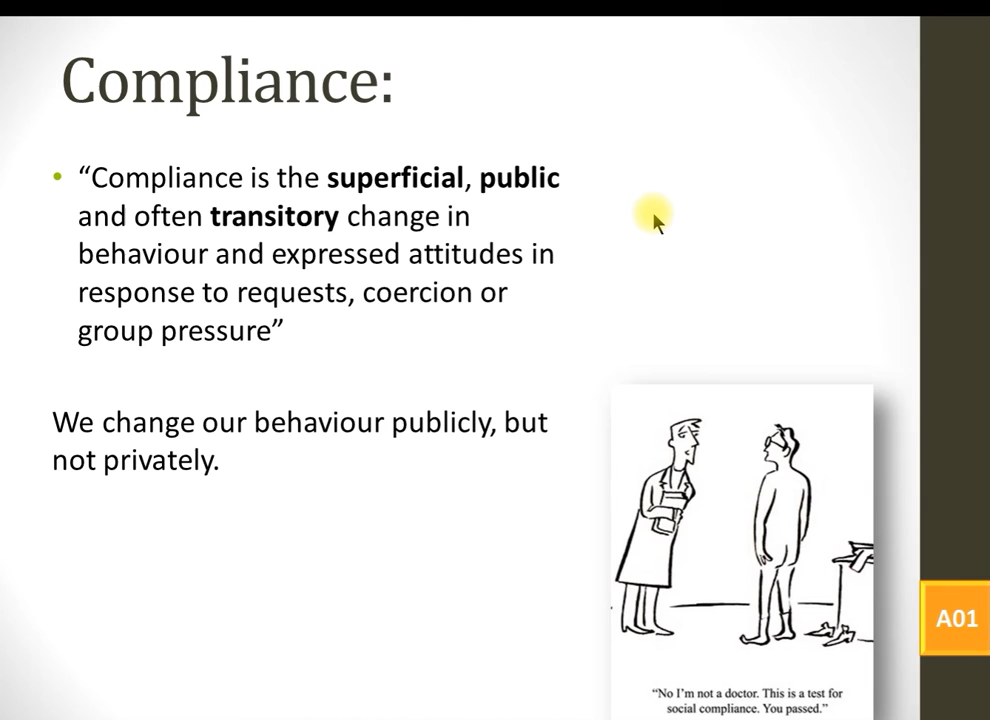 Compliance:
• “Compliance is the superficial, public
and often transitory change in
behaviour and expressed attitudes in
response to requests, coercion or
group pressure”
We change our behaviour publicly, but
not privately.
A01
“No I’m not a doctor. This is a test for
social compliance. You passed.”